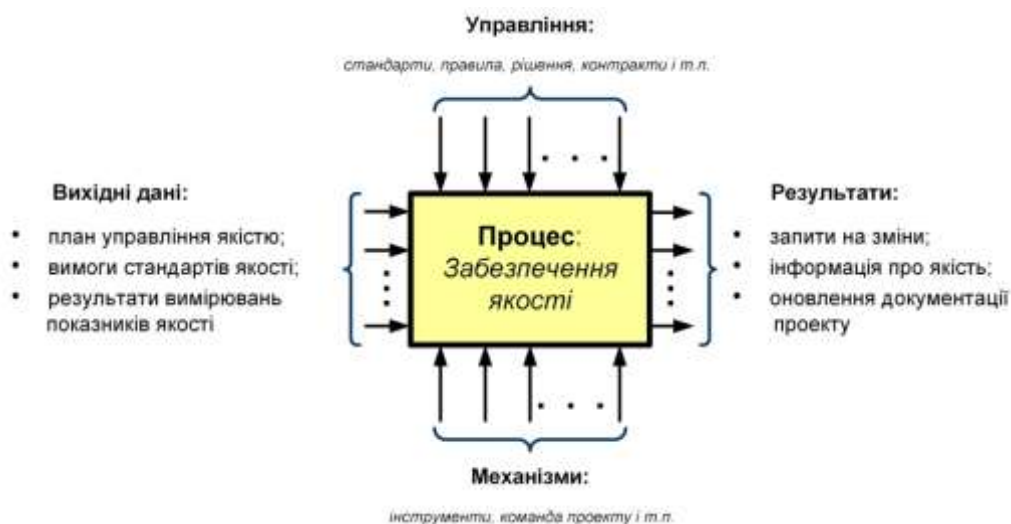 Управління:
стандарти, правила, рішення, контракти і т.п.
Вихідні дані:
• план управління якістю;
• вимоги стандартів якості;
• результати вимірювань
показників якості
Процес:
Забезпечення
якості
Результати:
• запити на зміни;
• інформація про якість;
• оновлення документації
проекту
Механізми:
інструменти, команда проекту і т.п.